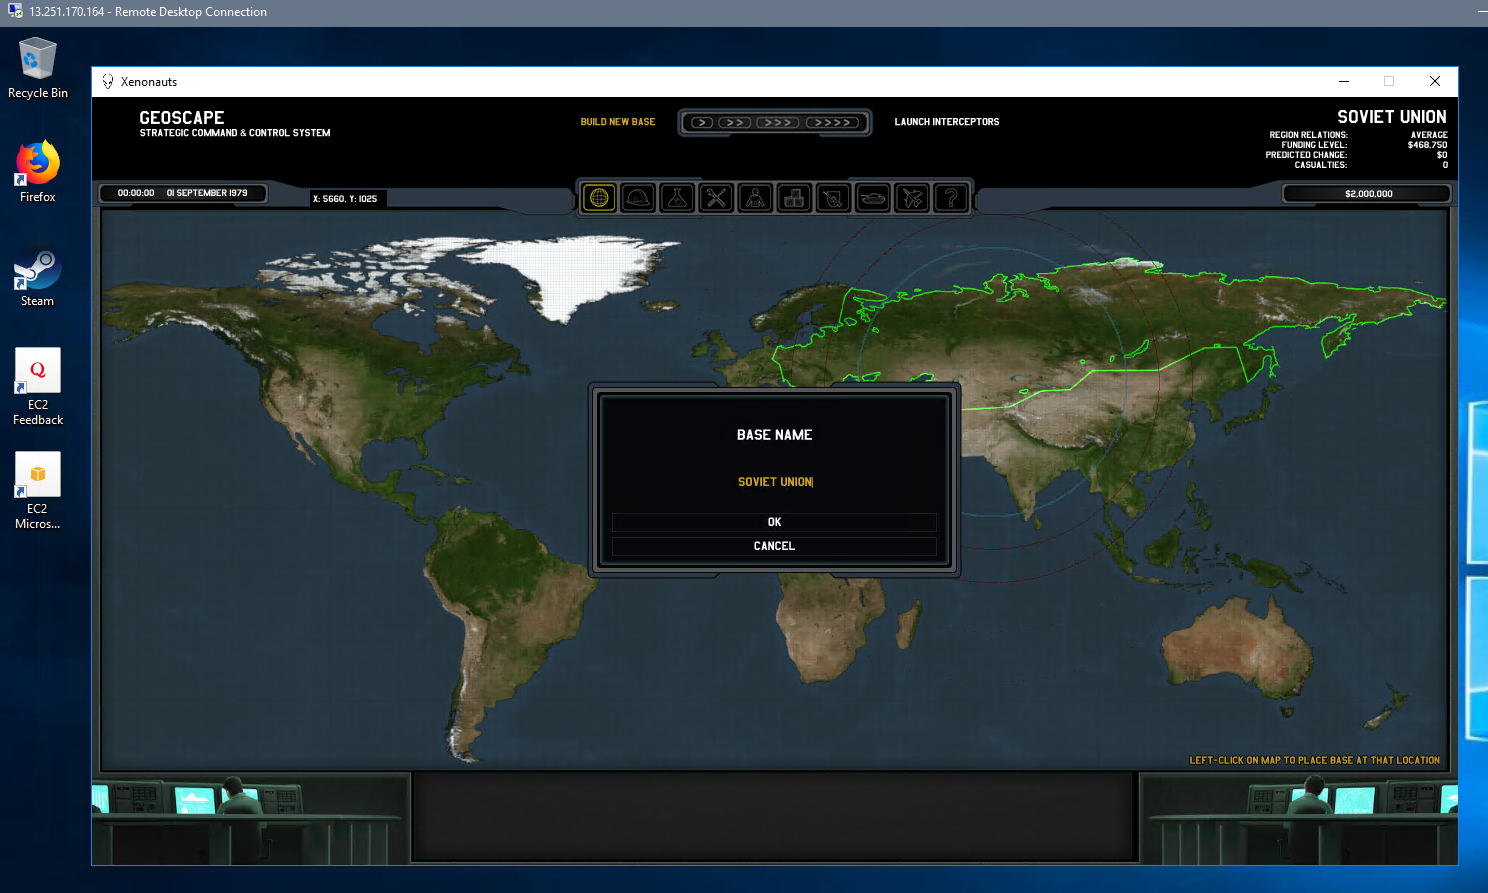 13.251.170.164 - Remote Desktop Connection
Recycle Bin
Firefox
Steam
Q
EC2
Feedback
EC2
Micros...
Xenonauts
GEOSCAPE
STRATEGIC COMMAND & CONTROL SYSTEM
BUILD NEW BASE
> >> >>> >>>>
LAUNCH INTERCEPTORS
SOVIET UNION
REGION RELATIONS: AVERAGE
FUNDING LEVEL: $468,750
PREDICTED CHANGE: $0
CASUALTIES: 0
00:00:00 01 SEPTEMBER 1979
X: 5660, Y: 1025
?
$2,000,000
BASE NAME
SOVIET UNION
OK
CANCEL
LEFT-CLICK ON MAP TO PLACE BASE AT THAT LOCATION